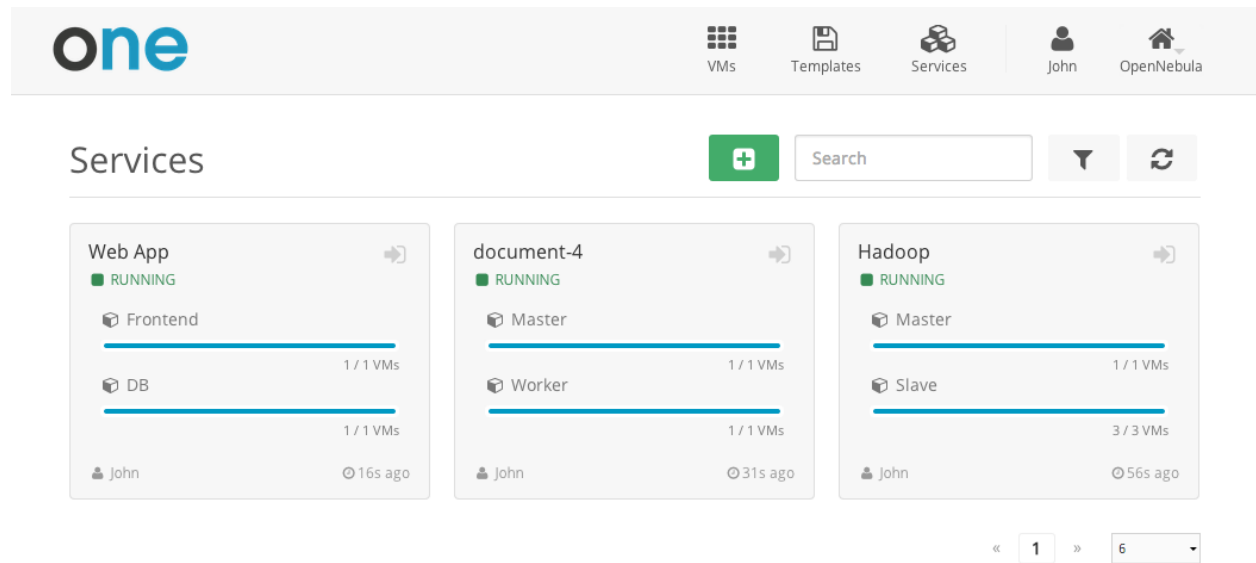 one
VMs Templates Services John OpenNebula
Services
Search
Web App
RUNNING
Frontend
1 / 1 VMs
DB
1 / 1 VMs
John 16s ago
document-4
RUNNING
Master
1 / 1 VMs
Worker
1 / 1 VMs
John 31s ago
Hadoop
RUNNING
Master
1 / 1 VMs
Slave
3 / 3 VMs
John 56s ago
« 1 » 6